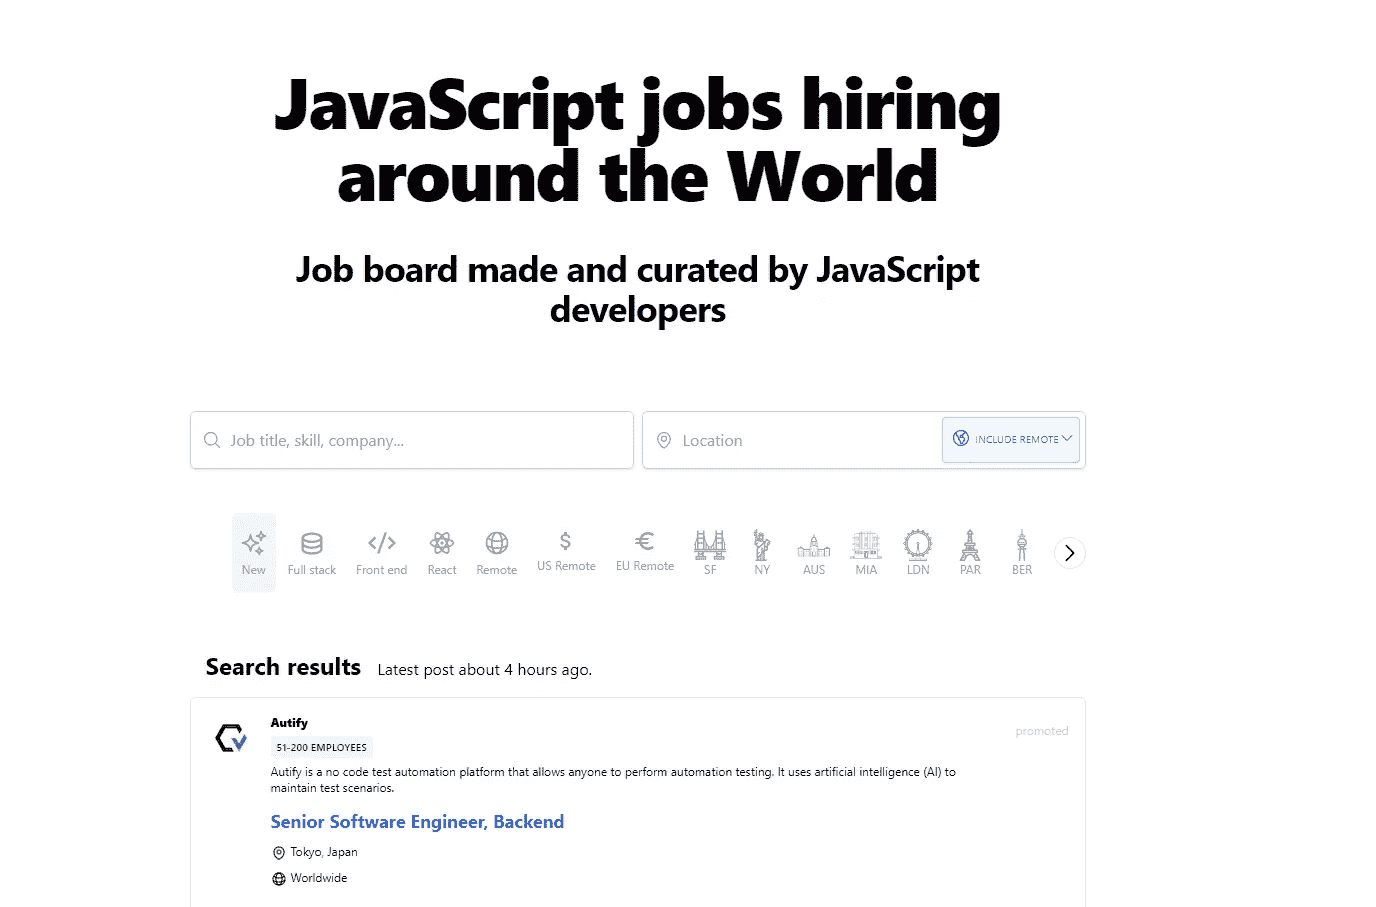 JavaScript jobs hiring
around the World
Job board made and curated by JavaScript
developers
Job title, skill, company...
Location
INCLUDE REMOTE
New
Full stack
Front end
React
Remote
US Remote
EU Remote
SF
NY
AUS
MIA
LDN
PAR
BER
Search results Latest post about 4 hours ago.
Autify
promoted
51-200 EMPLOYEES
Autify is a no code test automation platform that allows anyone to perform automation testing. It uses artificial intelligence (AI) to
maintain test scenarios.
Senior Software Engineer, Backend
Tokyo, Japan
Worldwide